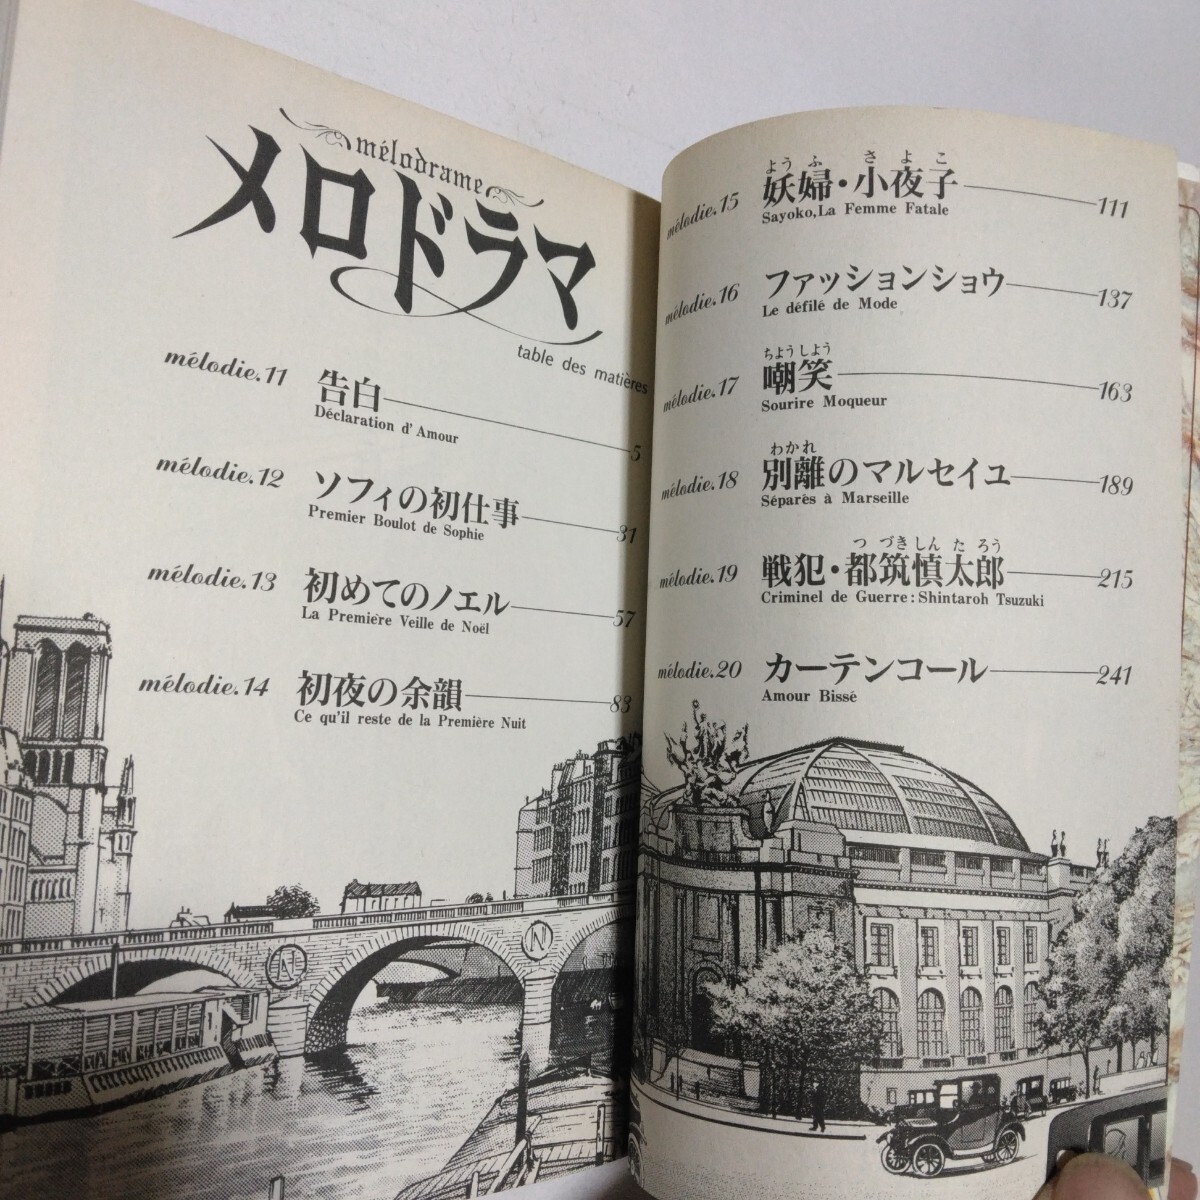 mélodrame
メロドラマ
table des matières
mélodie.11 告白 5
Déclaration d' Amour
mélodie.12 ソフィの初仕事 31
Premier Boulot de Sophie
mélodie.13 初めてのノエル 57
La Première Veille de Noël
mélodie.14 初夜の余韻 83
Ce qu'il reste de la Première Nuit
N
N
ようふ さよこ
mélodie.15 妖婦・小夜子 111
Sayoko,La Femme Fatale
mélodie.16 ファッションショウ 137
Le défilé de Mode
ちようしよう
mélodie.17 嘲笑 163
Sourire Moqueur
わかれ
mélodie.18 別離のマルセイユ 189
Séparés à Marseille
つづきしんたろう
mélodie.19 戦犯・都筑慎太郎 215
Criminel de Guerre:Shintaroh Tsuzuki
mélodie.20 カーテンコール 241
Amour Bissé